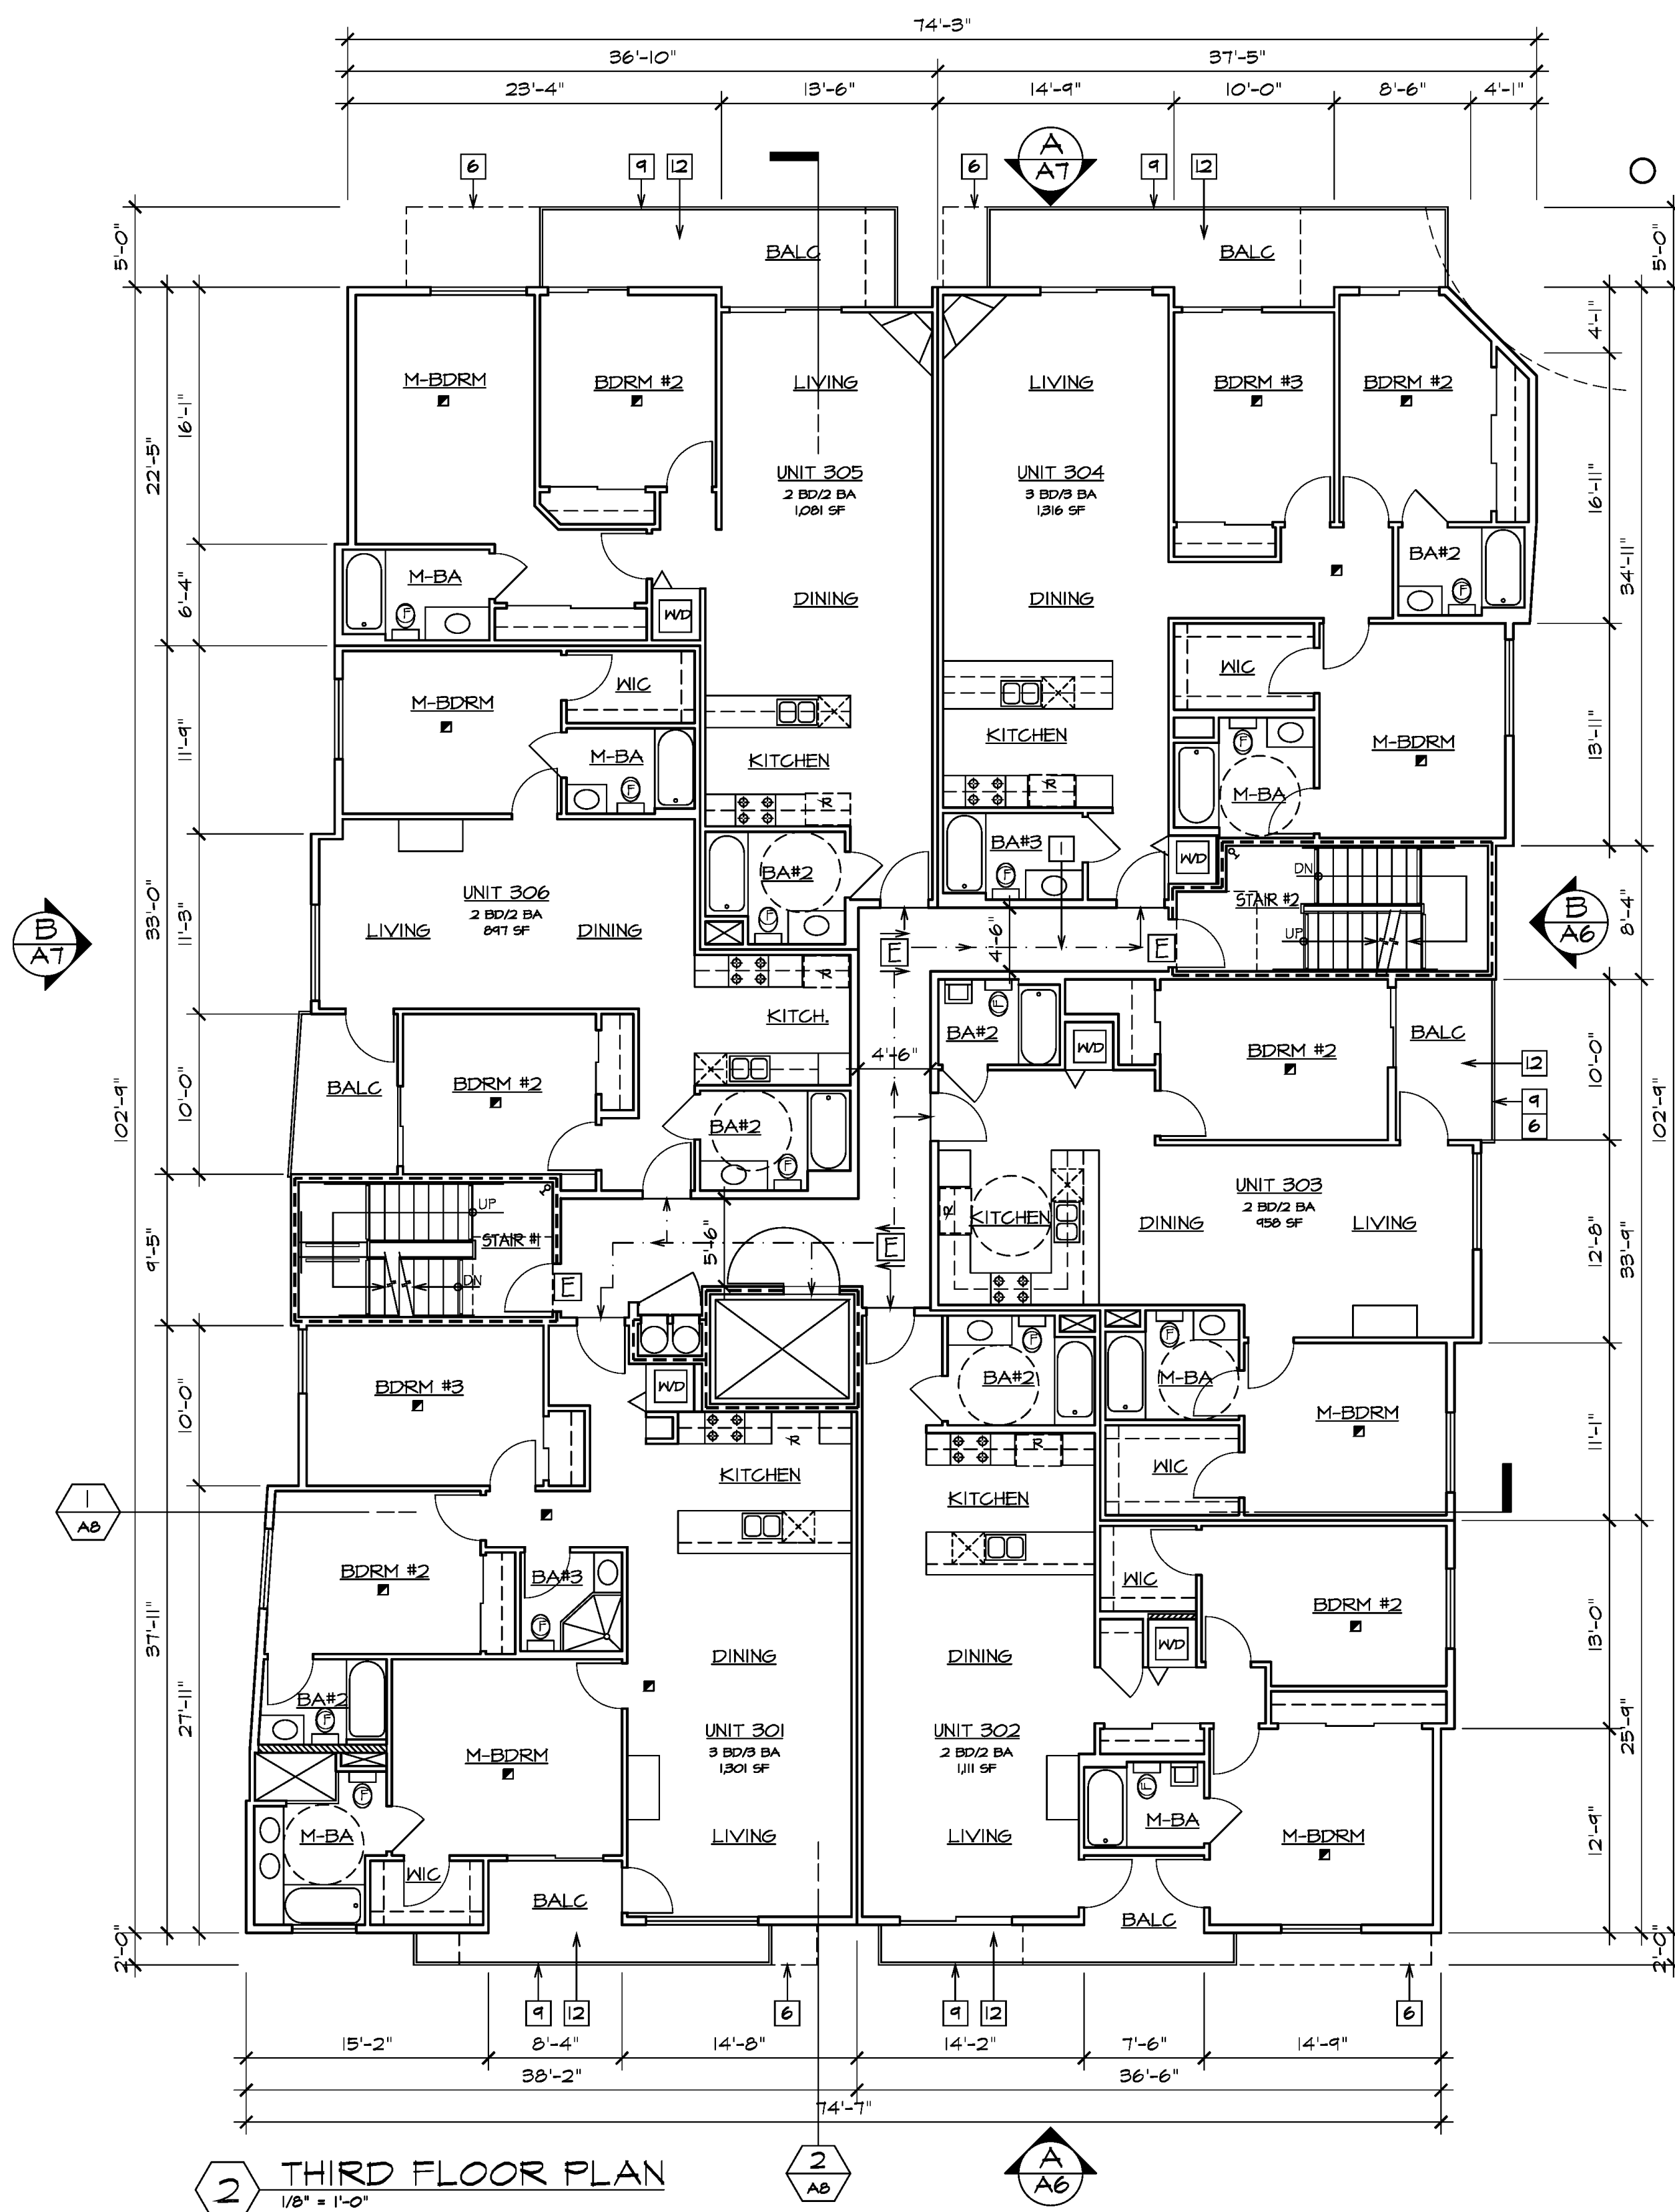 74'-3"
36'-10"
37'-5"
23'-4"
13'-6"
14'-9"
10'-0"
8'-6"
4'-1"
6
9
12
A
A7
6
9
12
5'-0"
BALC
BALC
5'-0"
4'-1"
M-BDRM
BDRM #2
LIVING
LIVING
BDRM #3
BDRM #2
16'-1"
22'-5"
UNIT 305
2 BD/2 BA
1,081 SF
UNIT 304
3 BD/3 BA
1,316 SF
16'-11"
34'-11"
M-BA
F
W/D
DINING
DINING
BA#2
F
6'-4"
M-BDRM
WIC
WIC
11'-9"
M-BA
F
KITCHEN
R
KITCHEN
R
F
M-BA
M-BDRM
13'-11"
BA#2
F
BA#3
F
1
W/D
DN
STAIR #2
UP
UNIT 306
2 BD/2 BA
897 SF
LIVING
DINING
11'-3"
33'-0"
B
A7
B
A6
8'-4"
E
4'-6"
E
R
KITCH.
BA#2
F
W/D
BDRM #2
BALC
12
9
6
10'-0"
102'-9"
4'-6"
BALC
BDRM #2
10'-0"
102'-9"
BA#2
F
UNIT 303
2 BD/2 BA
958 SF
R
KITCHEN
DINING
LIVING
12'-8"
33'-9"
9'-5"
UP
STAIR #1
DN
E
5'-6"
E
BDRM #3
10'-0"
W/D
BA#2
F
F
M-BA
M-BDRM
11'-1"
R
KITCHEN
R
KITCHEN
WIC
1
A8
BDRM #2
BA#3
F
WIC
BDRM #2
13'-0"
37'-11"
DINING
DINING
W/D
BA#2
F
27'-11"
M-BDRM
UNIT 301
3 BD/3 BA
1,301 SF
UNIT 302
2 BD/2 BA
1,111 SF
25'-9"
F
M-BA
LIVING
LIVING
F
M-BA
M-BDRM
12'-9"
WIC
BALC
BALC
2'-0"
2'-0"
9
12
6
9
12
6
15'-2"
8'-4"
14'-8"
14'-2"
7'-6"
14'-9"
38'-2"
36'-6"
74'-7"
2
THIRD FLOOR PLAN
1/8" = 1'-0"
2
A8
A
A6